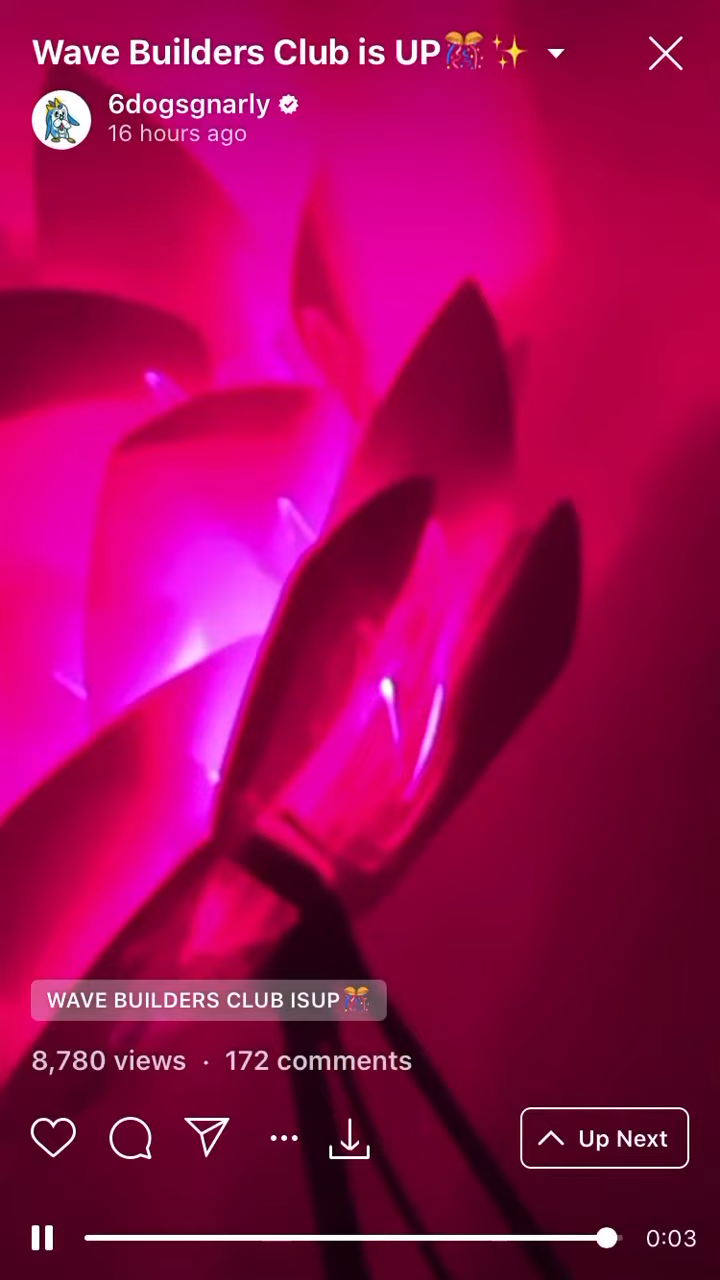 Wave Builders Club is UP🎊✨
6dogsgnarly
16 hours ago
WAVE BUILDERS CLUB ISUP🎊
8,780 views · 172 comments
Up Next
0:03